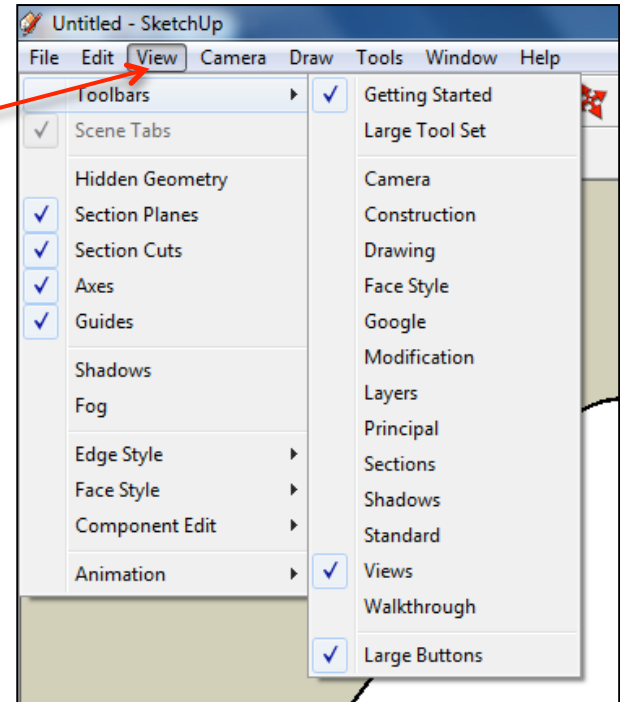 Untitled - SketchUp
File Edit View Camera Draw Tools Window Help
Toolbars
Scene Tabs
Hidden Geometry
Section Planes
Section Cuts
Axes
Guides
Shadows
Fog
Edge Style
Face Style
Component Edit
Animation
Getting Started
Large Tool Set
Camera
Construction
Drawing
Face Style
Google
Modification
Layers
Principal
Sections
Shadows
Standard
Views
Walkthrough
Large Buttons